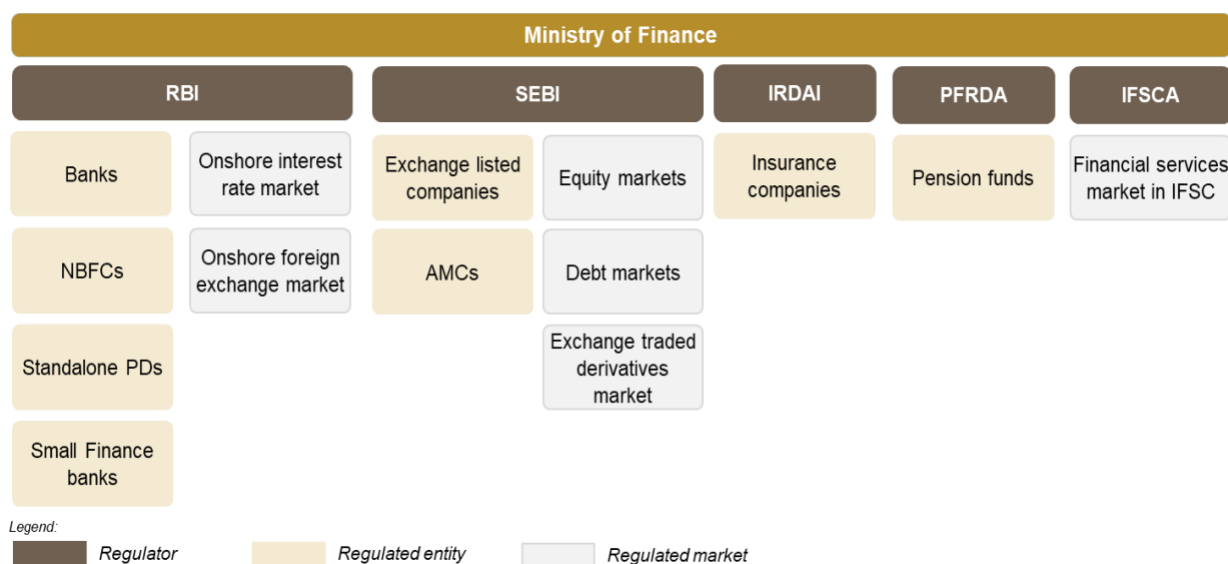 Ministry of Finance
RBI
SEBI
IRDAI
PFRDA
IFSCA
Banks
Onshore interest
rate market
Exchange listed
companies
Equity markets
Insurance
companies
Pension funds
Financial services
market in IFSC
NBFCs
Onshore foreign
exchange market
AMCs
Debt markets
Standalone PDs
Exchange traded
derivatives
market
Small Finance
banks
Legend:
Regulator
Regulated entity
Regulated market